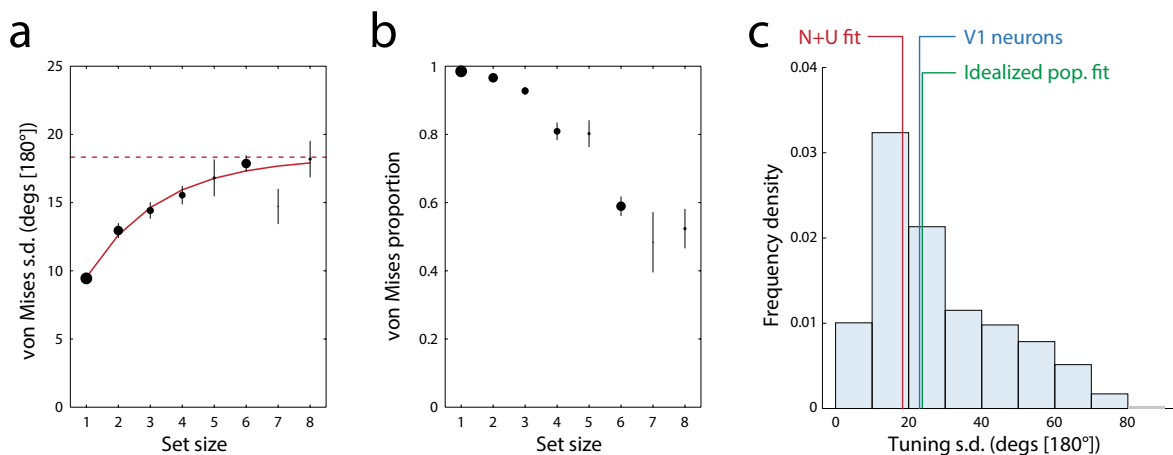 a
von Mises s.d. (degs [180°])
25
20
15
10
5
0
1 2 3 4 5 6 7 8
Set size
b
von Mises proportion
1
0.8
0.6
0.4
0.2
0
1 2 3 4 5 6 7 8
Set size
c
N+U fit
V1 neurons
Idealized pop. fit
Frequency density
0.04
0.03
0.02
0.01
0
0 20 40 60 80
Tuning s.d. (degs [180°])